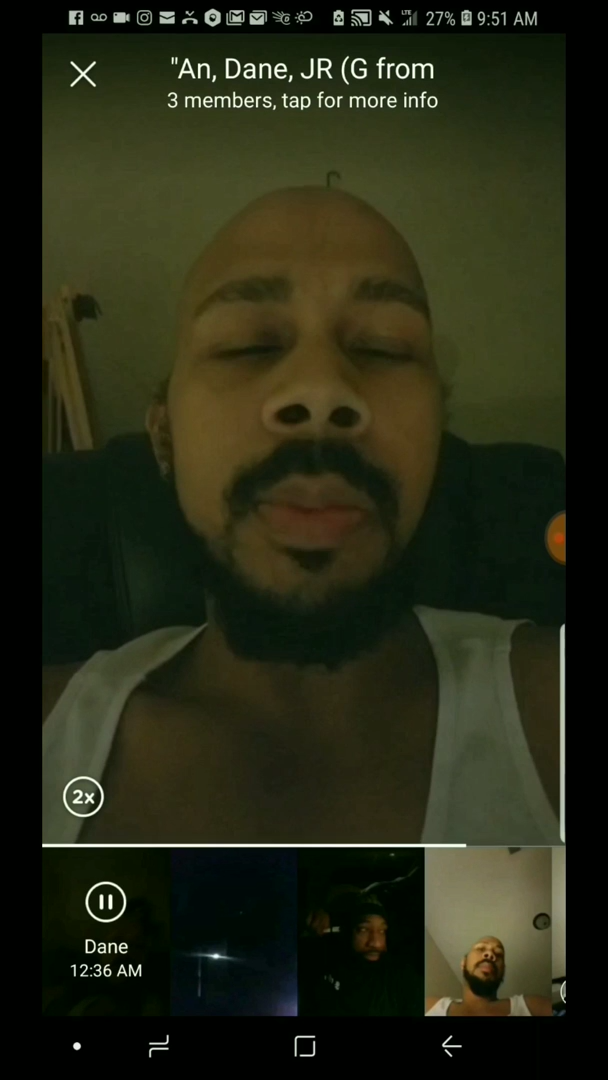 27% 9:51 AM
"An, Dane, JR (G from
3 members, tap for more info
2x
Dane
12:36 AM